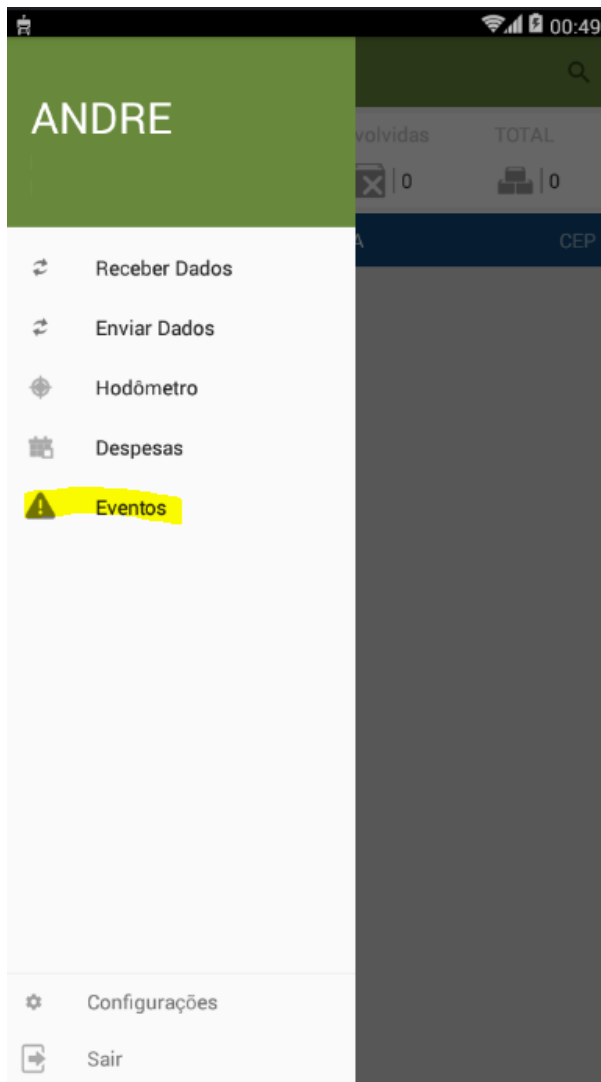 00:49
ANDRE
volvidas TOTAL
0 0
A CEP
Receber Dados
Enviar Dados
Hodômetro
Despesas
Eventos
Configurações
Sair